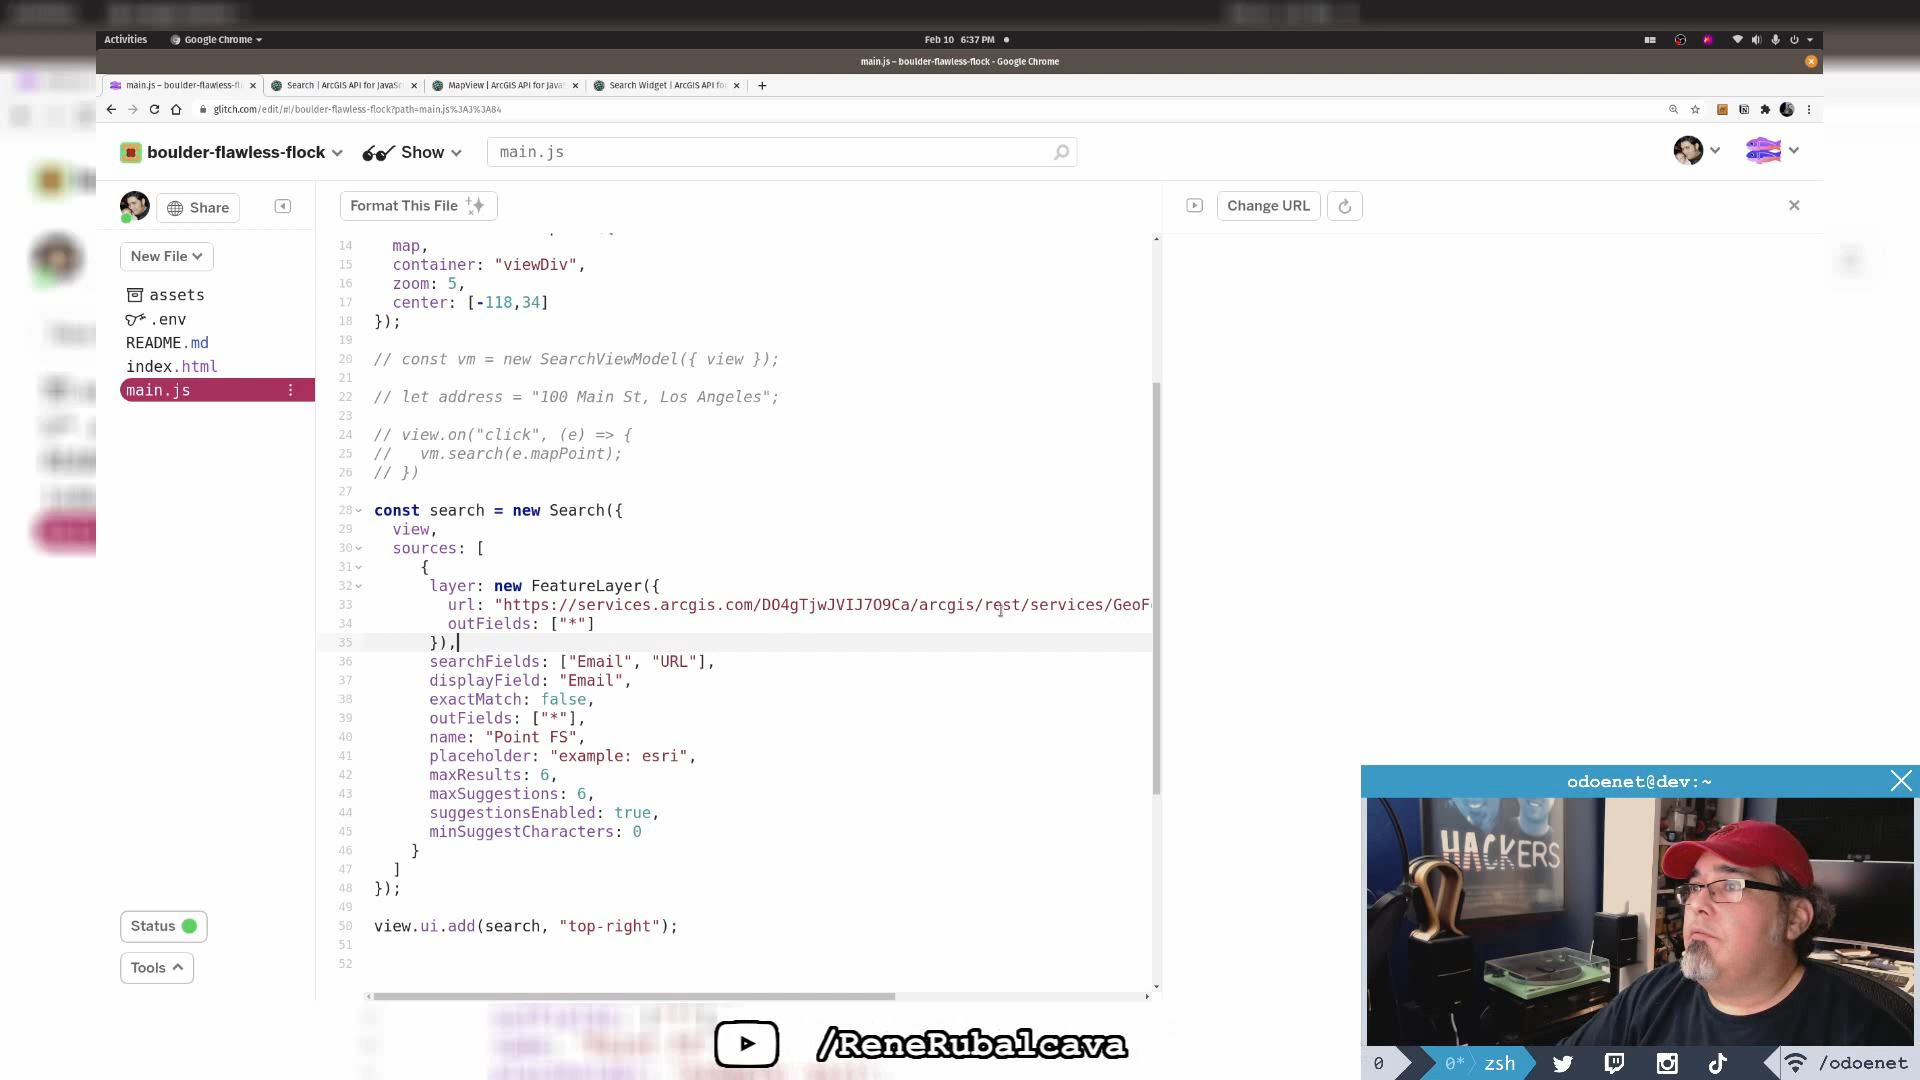 Activities
Google Chrome
Feb 10 6:37 PM
main.js – boulder-flawless-flock - Google Chrome
main.js – boulder-flawless-fl
Search | ArcGIS API for JavaSc
MapView | ArcGIS API for Javas
Search Widget | ArcGIS API fo
glitch.com/edit/#!/boulder-flawless-flock?path=main.js%3A3%3A84
boulder-flawless-flock
Show
main.js
Share
Format This File
Change URL
New File
assets
.env
README.md
index.html
main.js
14 map,
15 container: "viewDiv",
16 zoom: 5,
17 center: [-118,34]
18 });
19
20 // const vm = new SearchViewModel({ view });
21
22 // let address = "100 Main St, Los Angeles";
23
24 // view.on("click", (e) => {
25 //   vm.search(e.mapPoint);
26 // })
27
28 const search = new Search({
29 view,
30 sources: [
31 {
32 layer: new FeatureLayer({
33 url: "https://services.arcgis.com/DO4gTjwJVIJ7O9Ca/arcgis/rest/services/GeoF
34 outFields: ["*"]
35 }),
36 searchFields: ["Email", "URL"],
37 displayField: "Email",
38 exactMatch: false,
39 outFields: ["*"],
40 name: "Point FS",
41 placeholder: "example: esri",
42 maxResults: 6,
43 maxSuggestions: 6,
44 suggestionsEnabled: true,
45 minSuggestCharacters: 0
46 }
47 ]
48 });
49
50 view.ui.add(search, "top-right");
51
52
Status
Tools
odoenet@dev:~
HACKERS
/ReneRubalcava
0
0*
zsh
/odoenet